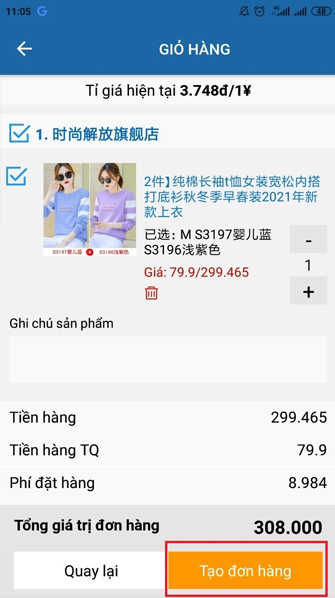 11:05 G 4G 48
GIỎ HÀNG
Tỉ giá hiện tại 3.748đ/1¥
1. 时尚解放旗舰店
2件】纯棉长袖t恤女装宽松内搭
打底衫秋冬季早春装2021年新
款上衣
已选: M S3197婴儿蓝
S3196浅紫色
-
1
+
Giá: 79.9/299.465
S3197婴儿蓝 + S3196浅紫色
Ghi chú sản phẩm
Tiền hàng 299.465
Tiền hàng TQ 79.9
Phí đặt hàng 8.984
Tổng giá trị đơn hàng 308.000
Quay lại Tạo đơn hàng